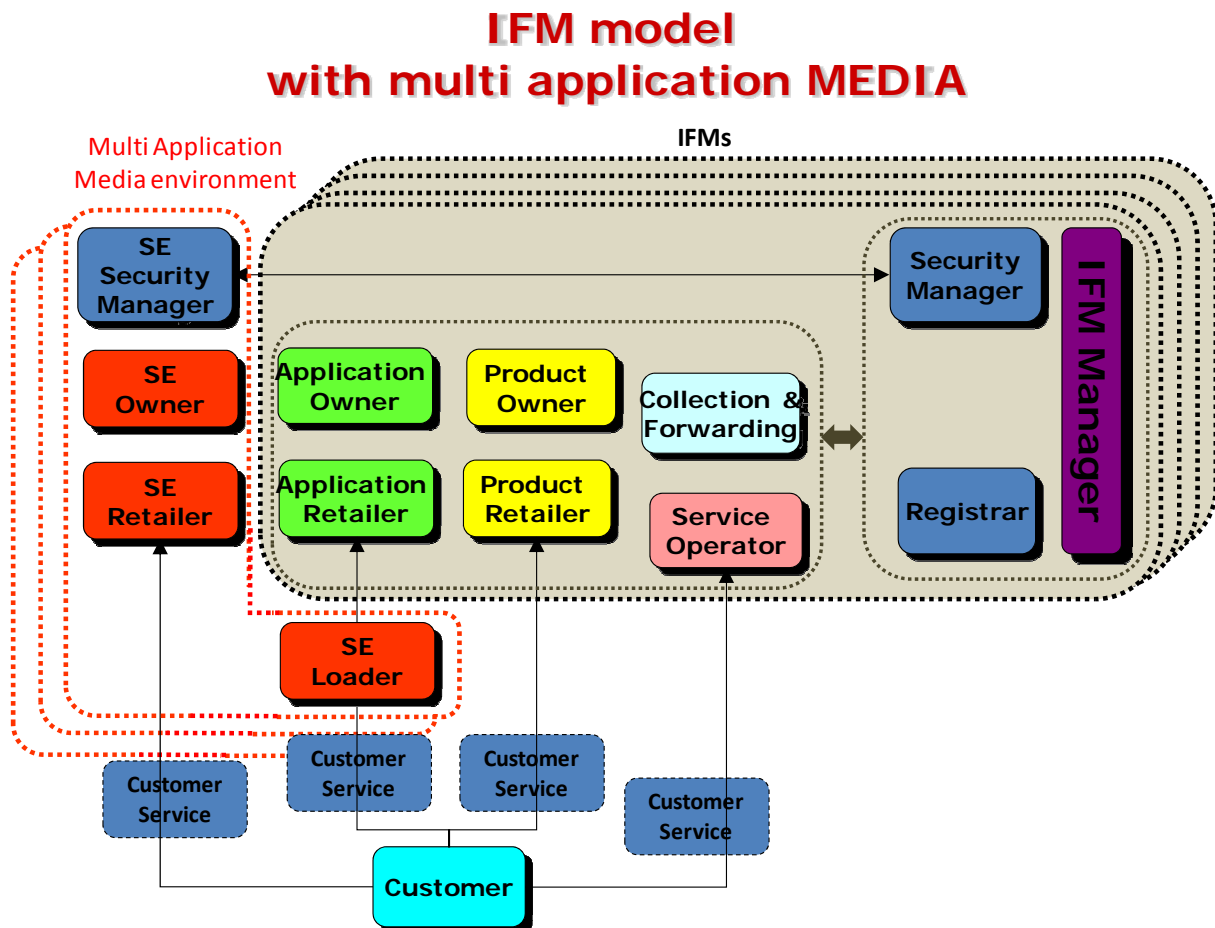 IFM model
with multi application MEDIA
Multi Application
Media environment
IFMs
SE
Security
Manager
Security
Manager
IFM Manager
SE
Owner
Application
Owner
Product
Owner
Collection &
Forwarding
SE
Retailer
Application
Retailer
Product
Retailer
Service
Operator
Registrar
SE
Loader
Customer
Service
Customer
Service
Customer
Service
Customer
Service
Customer